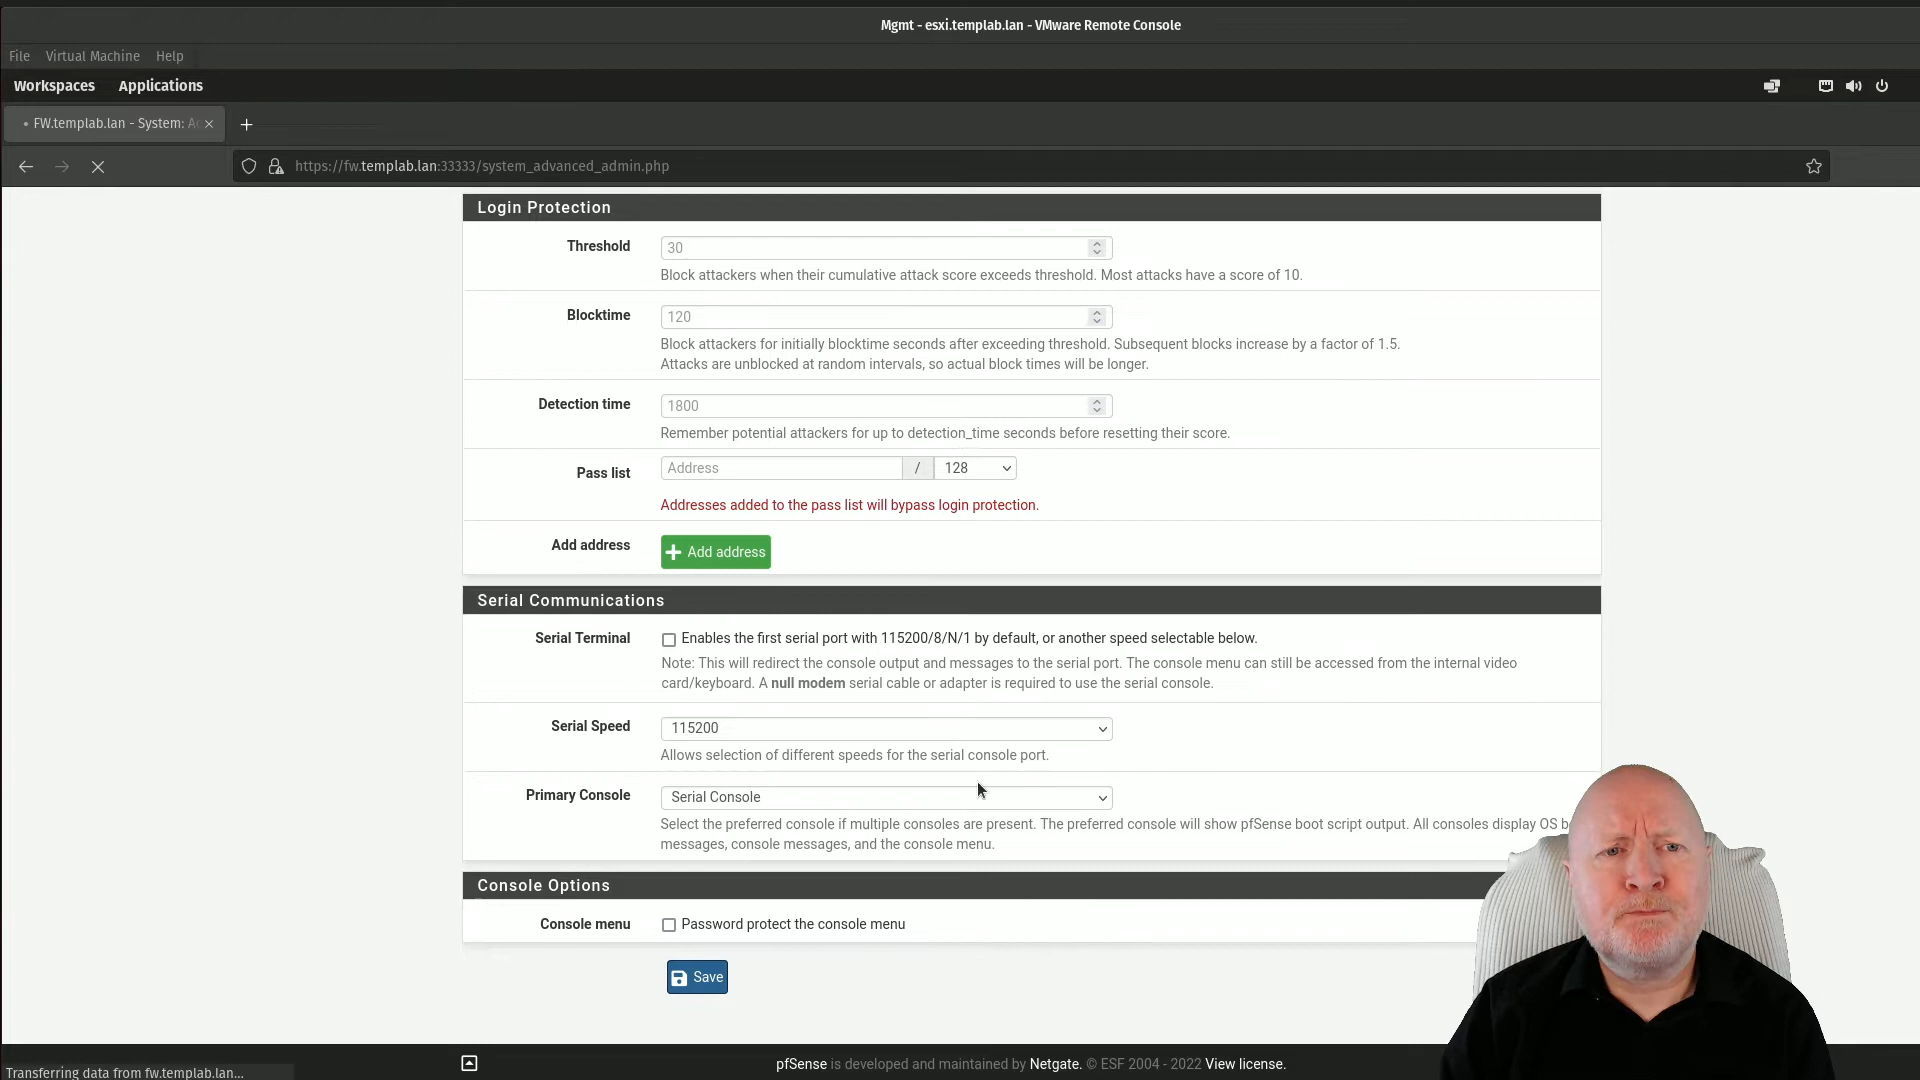 Mgmt - esxi.templab.lan - VMware Remote Console
File Virtual Machine Help
Workspaces Applications
• FW.templab.lan - System: A
https://fw.templab.lan:33333/system_advanced_admin.php
Login Protection
Threshold 30
Block attackers when their cumulative attack score exceeds threshold. Most attacks have a score of 10.
Blocktime 120
Block attackers for initially blocktime seconds after exceeding threshold. Subsequent blocks increase by a factor of 1.5.
Attacks are unblocked at random intervals, so actual block times will be longer.
Detection time 1800
Remember potential attackers for up to detection_time seconds before resetting their score.
Pass list Address / 128
Addresses added to the pass list will bypass login protection.
Add address Add address
Serial Communications
Serial Terminal Enables the first serial port with 115200/8/N/1 by default, or another speed selectable below.
Note: This will redirect the console output and messages to the serial port. The console menu can still be accessed from the internal video
card/keyboard. A null modem serial cable or adapter is required to use the serial console.
Serial Speed 115200
Allows selection of different speeds for the serial console port.
Primary Console Serial Console
Select the preferred console if multiple consoles are present. The preferred console will show pfSense boot script output. All consoles display OS
messages, console messages, and the console menu.
Console Options
Console menu Password protect the console menu
Save
pfSense is developed and maintained by Netgate. © ESF 2004 - 2022 View license.
Transferring data from fw.templab.lan...